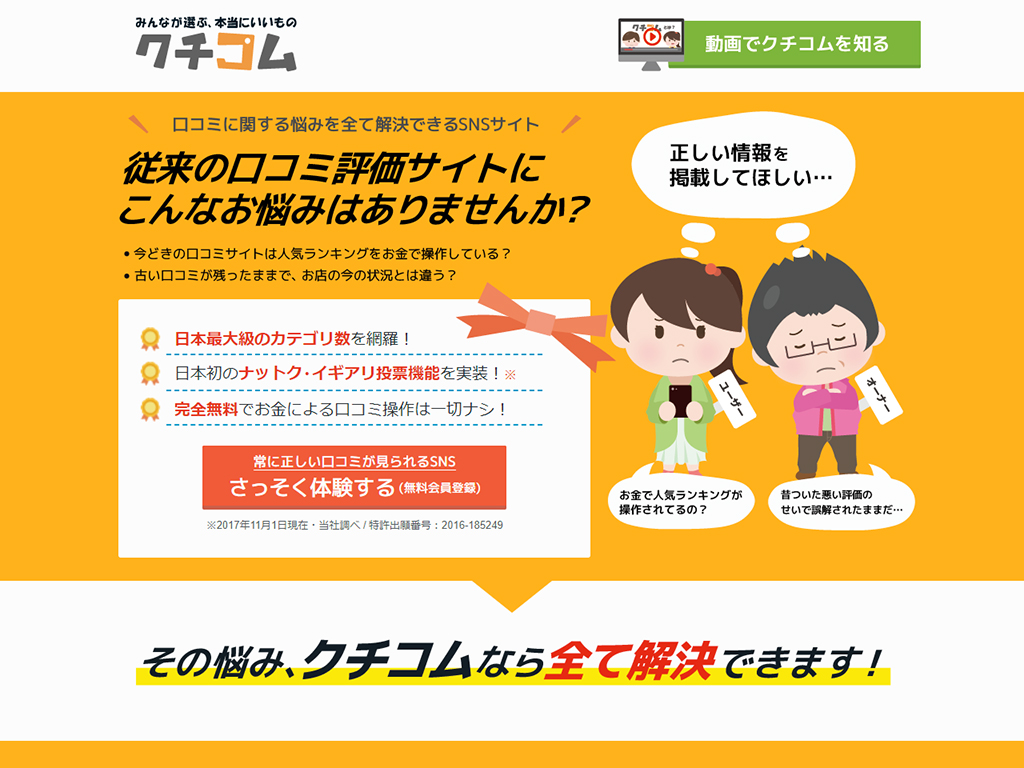 みんなが選ぶ、本当にいいもの
クチコム
クチコム
動画でクチコムを知る
口コミに関する悩みを全て解決できるSNSサイト
従来の口コミ評価サイトに
こんなお悩みはありませんか？
• 今どきの口コミサイトは人気ランキングをお金で操作している？
• 古い口コミが残ったままで、お店の今の状況とは違う？
日本最大級のカテゴリ数を網羅！
日本初のナットク・イギアリ投票機能を実装！※
完全無料でお金による口コミ操作は一切ナシ！
常に正しい口コミが見られるSNS
さっそく体験する(無料会員登録)
※2017年11月1日現在・当社調べ / 特許出願番号：2016-185249
正しい情報を
掲載してほしい…
ユーザー
オーナー
お金で人気ランキングが
操作されてるの？
昔ついた悪い評価の
せいで誤解されたままだ…
その悩み、クチコムなら全て解決できます！